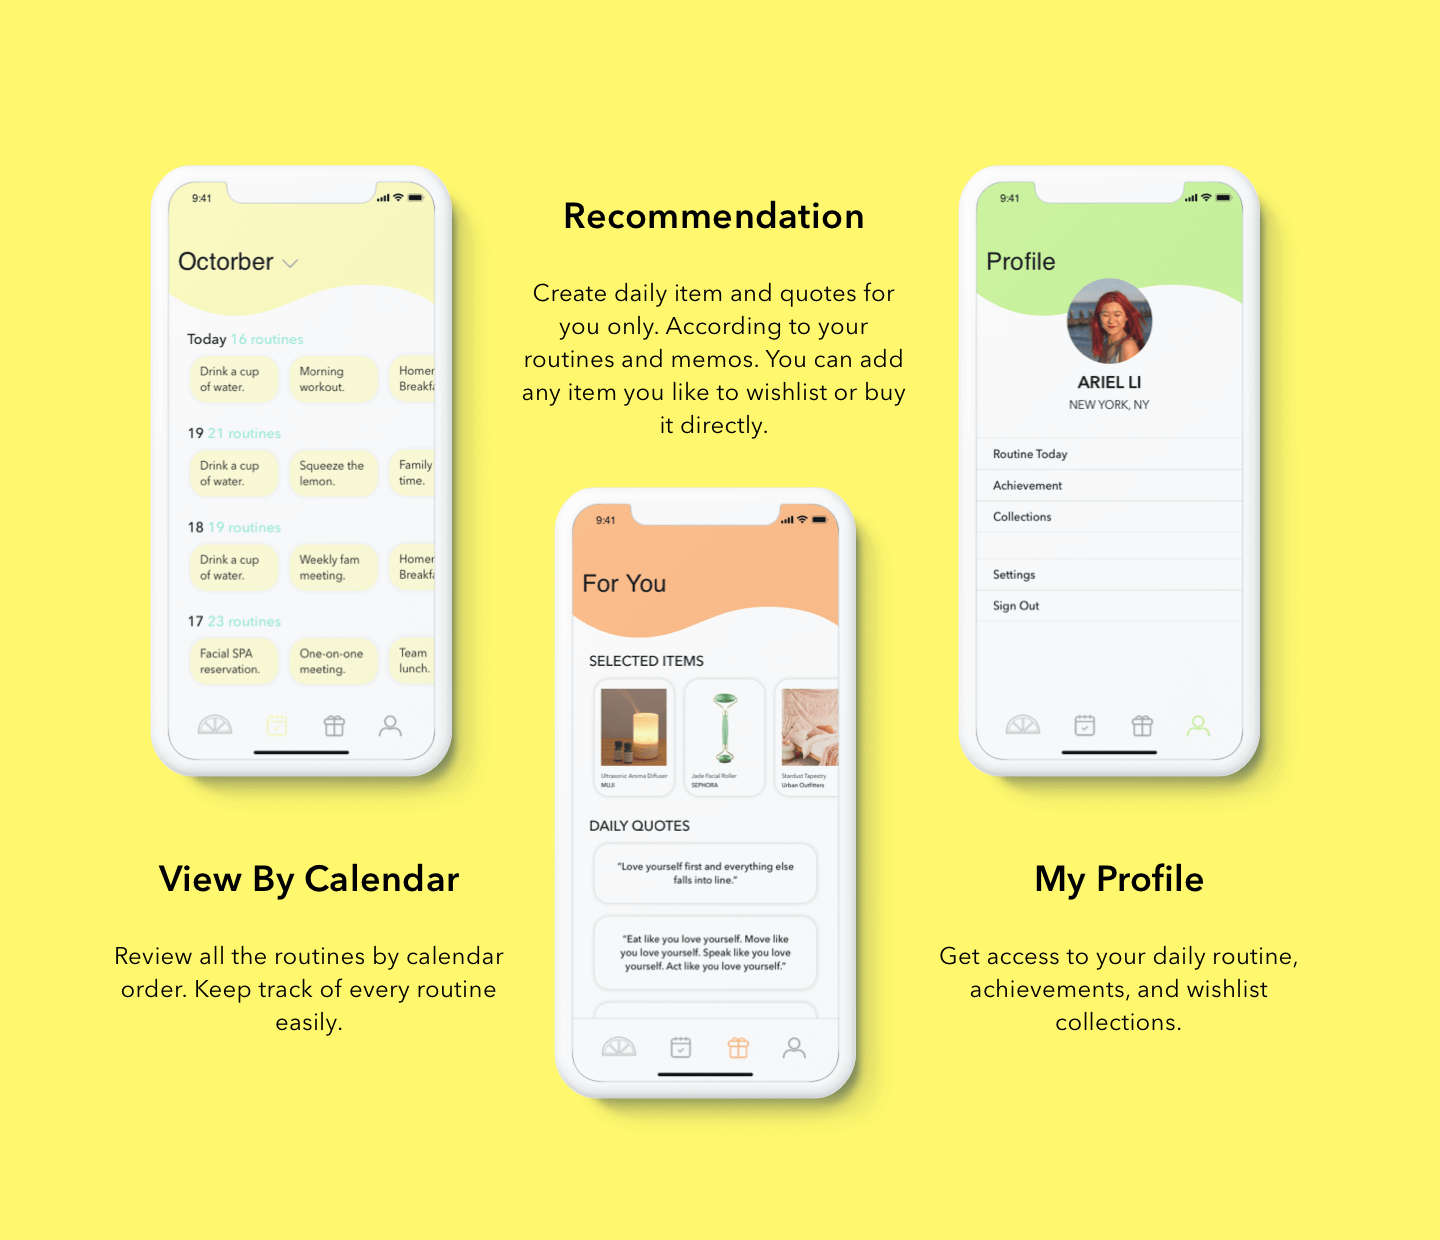 9:41
Octorber
Today 16 routines
Drink a cup
of water.
Morning
workout.
Homer
Breakfa
19 21 routines
Drink a cup
of water.
Squeeze the
lemon.
Family
time.
18 19 routines
Drink a cup
of water.
Weekly fam
meeting.
Homer
Breakfa
17 23 routines
Facial SPA
reservation.
One-on-one
meeting.
Team
lunch.
View By Calendar
Review all the routines by calendar
order. Keep track of every routine
easily.
Recommendation
Create daily item and quotes for
you only. According to your
routines and memos. You can add
any item you like to wishlist or buy
it directly.
9:41
For You
SELECTED ITEMS
Ultrasonic Aroma Diffuser
MUJI
Jade Facial Roller
SEPHORA
Stardust Tapestry
Urban Outfitters
DAILY QUOTES
“Love yourself first and everything else
falls into line.”
“Eat like you love yourself. Move like
you love yourself. Speak like you love
yourself. Act like you love yourself.”
9:41
Profile
ARIEL LI
NEW YORK, NY
Routine Today
Achievement
Collections
Settings
Sign Out
My Profile
Get access to your daily routine,
achievements, and wishlist
collections.